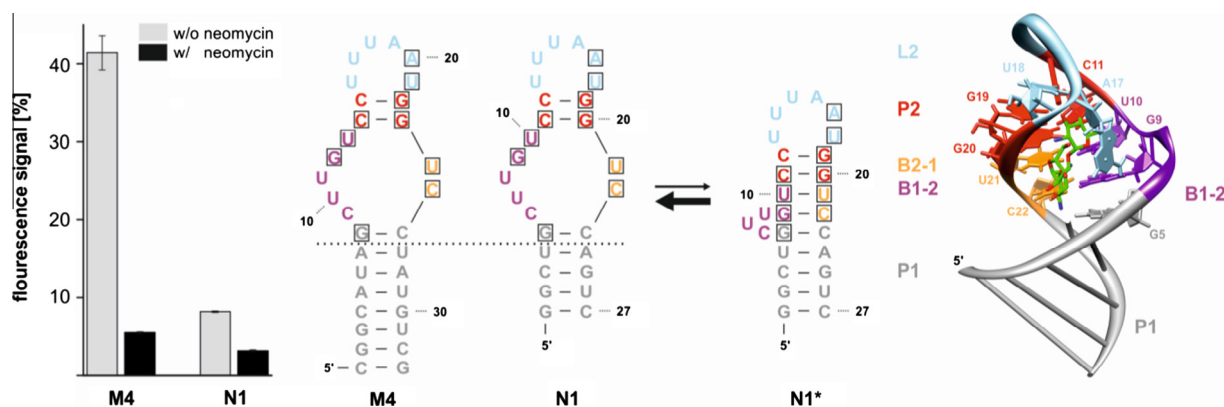 flourescence signal [%]
40
30
20
10
w/o neomycin
w/ neomycin
M4
N1
U A
U A 20
U U
C – G
C – G
U
G U
U C
C
10
G – C
A – U
U – A
A – U
C – G 30
G – U
G – C
5'– C – G
M4
U A
U A
U U
C – G
10 C – G 20
U
G U
U C
C
G – C
U – A
C – G
G – U
G – C 27
5'
N1
U A
U A
U U
C – G
C – G 20
10 U – U
U G – C
U C G – C
U – A
C – G
G – U
G – C 27
5'
N1*
L2
P2
B2-1
B1-2
P1
U18
C11
A17
G19
U10
G9
G20
U21
C22
B1-2
G5
5'
P1